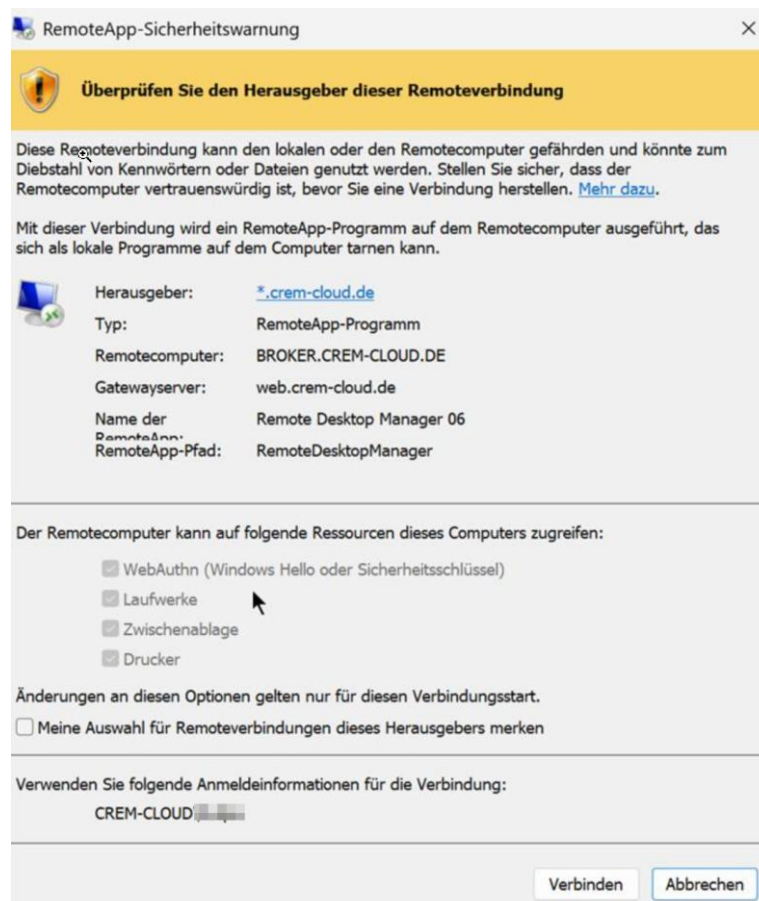 RemoteApp-Sicherheitswarnung
Überprüfen Sie den Herausgeber dieser Remoteverbindung
Diese Remoteverbindung kann den lokalen oder den Remotecomputer gefährden und könnte zum
Diebstahl von Kennwörtern oder Dateien genutzt werden. Stellen Sie sicher, dass der
Remotecomputer vertrauenswürdig ist, bevor Sie eine Verbindung herstellen. Mehr dazu.
Mit dieser Verbindung wird ein RemoteApp-Programm auf dem Remotecomputer ausgeführt, das
sich als lokale Programme auf dem Computer tarnen kann.
Herausgeber: *.crem-cloud.de
Typ: RemoteApp-Programm
Remotecomputer: BROKER.CREM-CLOUD.DE
Gatewayserver: web.crem-cloud.de
Name der Remote Desktop Manager 06
RemoteApp:
RemoteApp-Pfad: RemoteDesktopManager
Der Remotecomputer kann auf folgende Ressourcen dieses Computers zugreifen:
WebAuthn (Windows Hello oder Sicherheitsschlüssel)
Laufwerke
Zwischenablage
Drucker
Änderungen an diesen Optionen gelten nur für diesen Verbindungsstart.
Meine Auswahl für Remoteverbindungen dieses Herausgebers merken
Verwenden Sie folgende Anmeldeinformationen für die Verbindung:
CREM-CLOUD
Verbinden Abbrechen